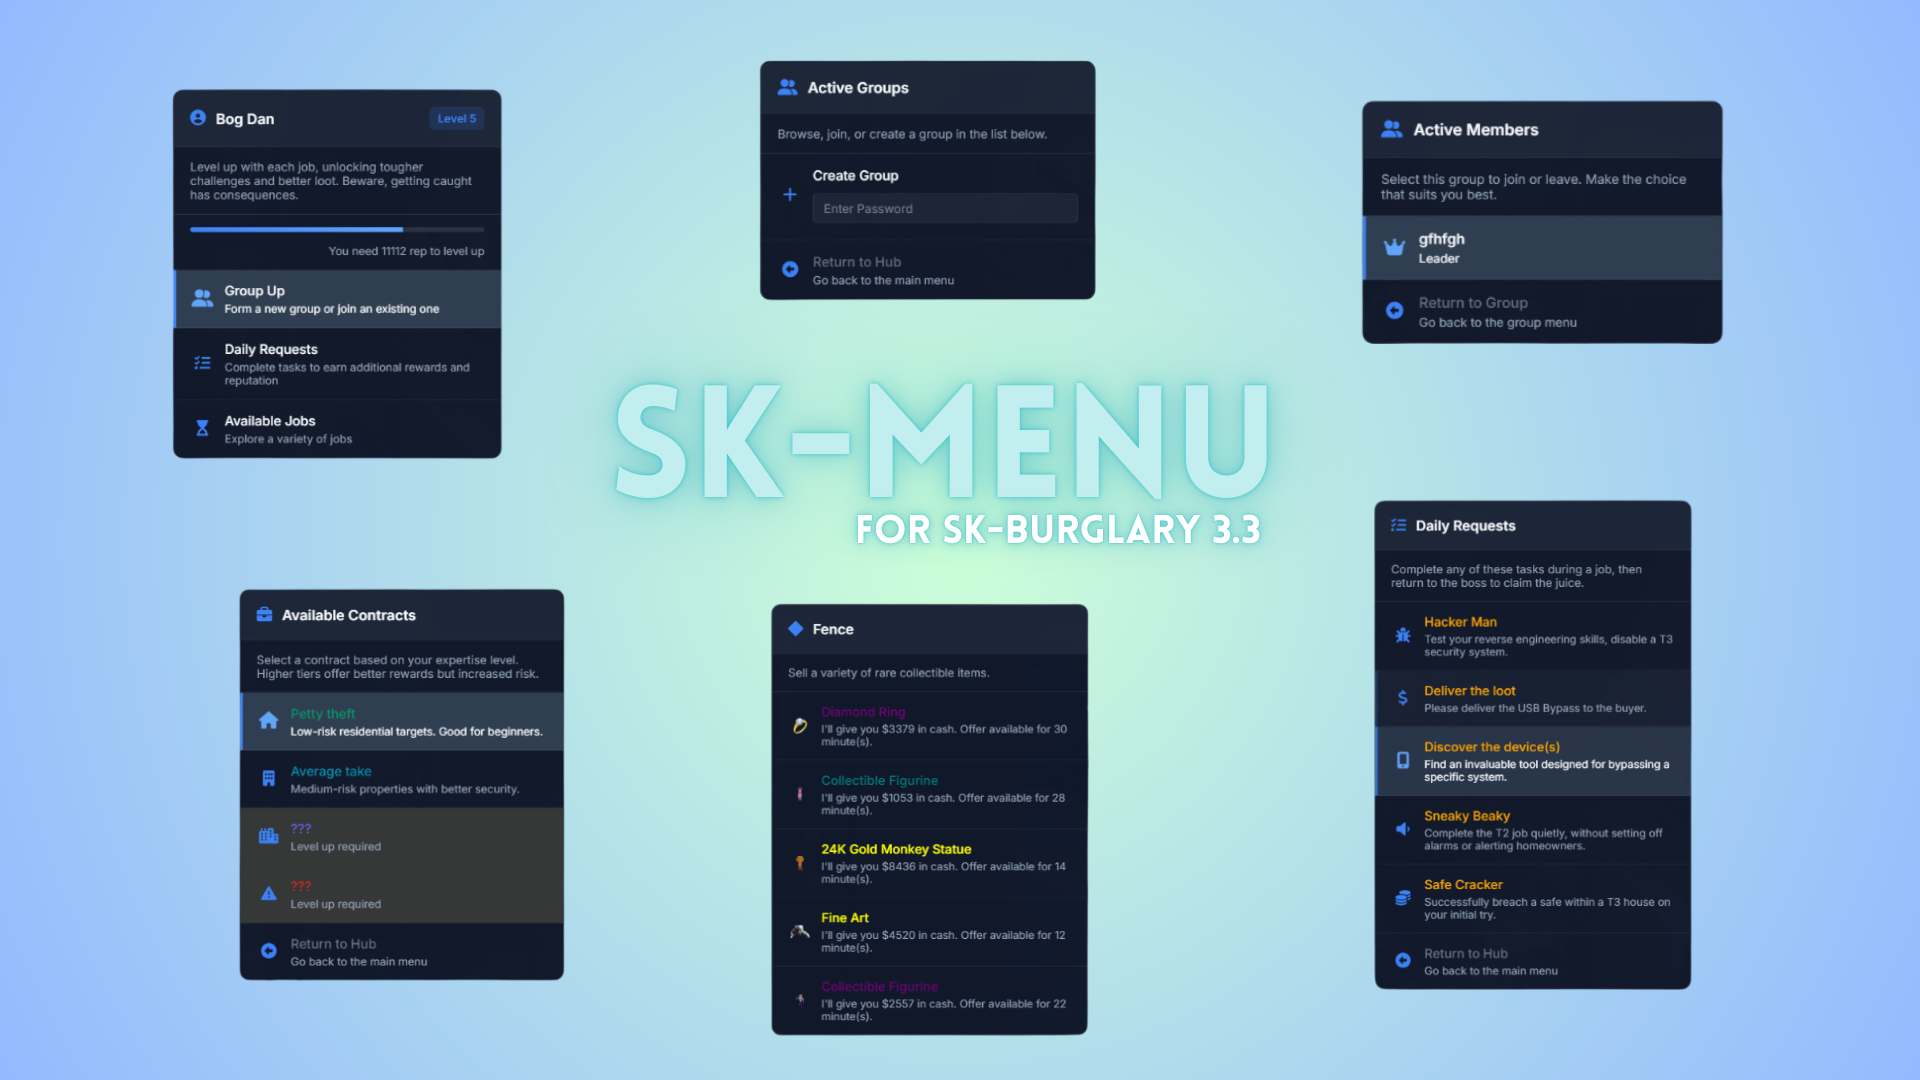 Bog Dan
Level 5
Level up with each job, unlocking tougher
challenges and better loot. Beware, getting caught
has consequences.
You need 11112 rep to level up
Group Up
Form a new group or join an existing one
Daily Requests
Complete tasks to earn additional rewards and
reputation
Available Jobs
Explore a variety of jobs
Active Groups
Browse, join, or create a group in the list below.
Create Group
Enter Password
Return to Hub
Go back to the main menu
Active Members
Select this group to join or leave. Make the choice
that suits you best.
gfhfgh
Leader
Return to Group
Go back to the group menu
SK-MENU
FOR SK-BURGLARY 3.3
Available Contracts
Select a contract based on your expertise level.
Higher tiers offer better rewards but increased risk.
Petty theft
Low-risk residential targets. Good for beginners.
Average take
Medium-risk properties with better security.
???
Level up required
???
Level up required
Return to Hub
Go back to the main menu
Fence
Sell a variety of rare collectible items.
Diamond Ring
I'll give you $3379 in cash. Offer available for 30
minute(s).
Collectible Figurine
I'll give you $1053 in cash. Offer available for 28
minute(s).
24K Gold Monkey Statue
I'll give you $8436 in cash. Offer available for 14
minute(s).
Fine Art
I'll give you $4520 in cash. Offer available for 12
minute(s).
Collectible Figurine
I'll give you $2557 in cash. Offer available for 22
minute(s).
Daily Requests
Complete any of these tasks during a job, then
return to the boss to claim the juice.
Hacker Man
Test your reverse engineering skills, disable a T3
security system.
Deliver the loot
Please deliver the USB Bypass to the buyer.
Discover the device(s)
Find an invaluable tool designed for bypassing a
specific system.
Sneaky Beaky
Complete the T2 job quietly, without setting off
alarms or alerting homeowners.
Safe Cracker
Successfully breach a safe within a T3 house on
your initial try.
Return to Hub
Go back to the main menu